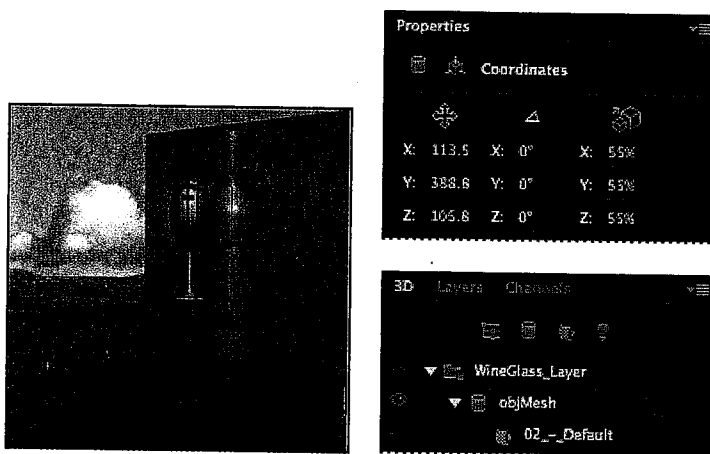 Properties
Coordinates
X: 113.5 X: 0° X: 55%
Y: 388.8 Y: 0° Y: 55%
Z: 105.8 Z: 0° Z: 55%
3D Layers Channels
WineGlass_Layer
objMesh
02_-_Default